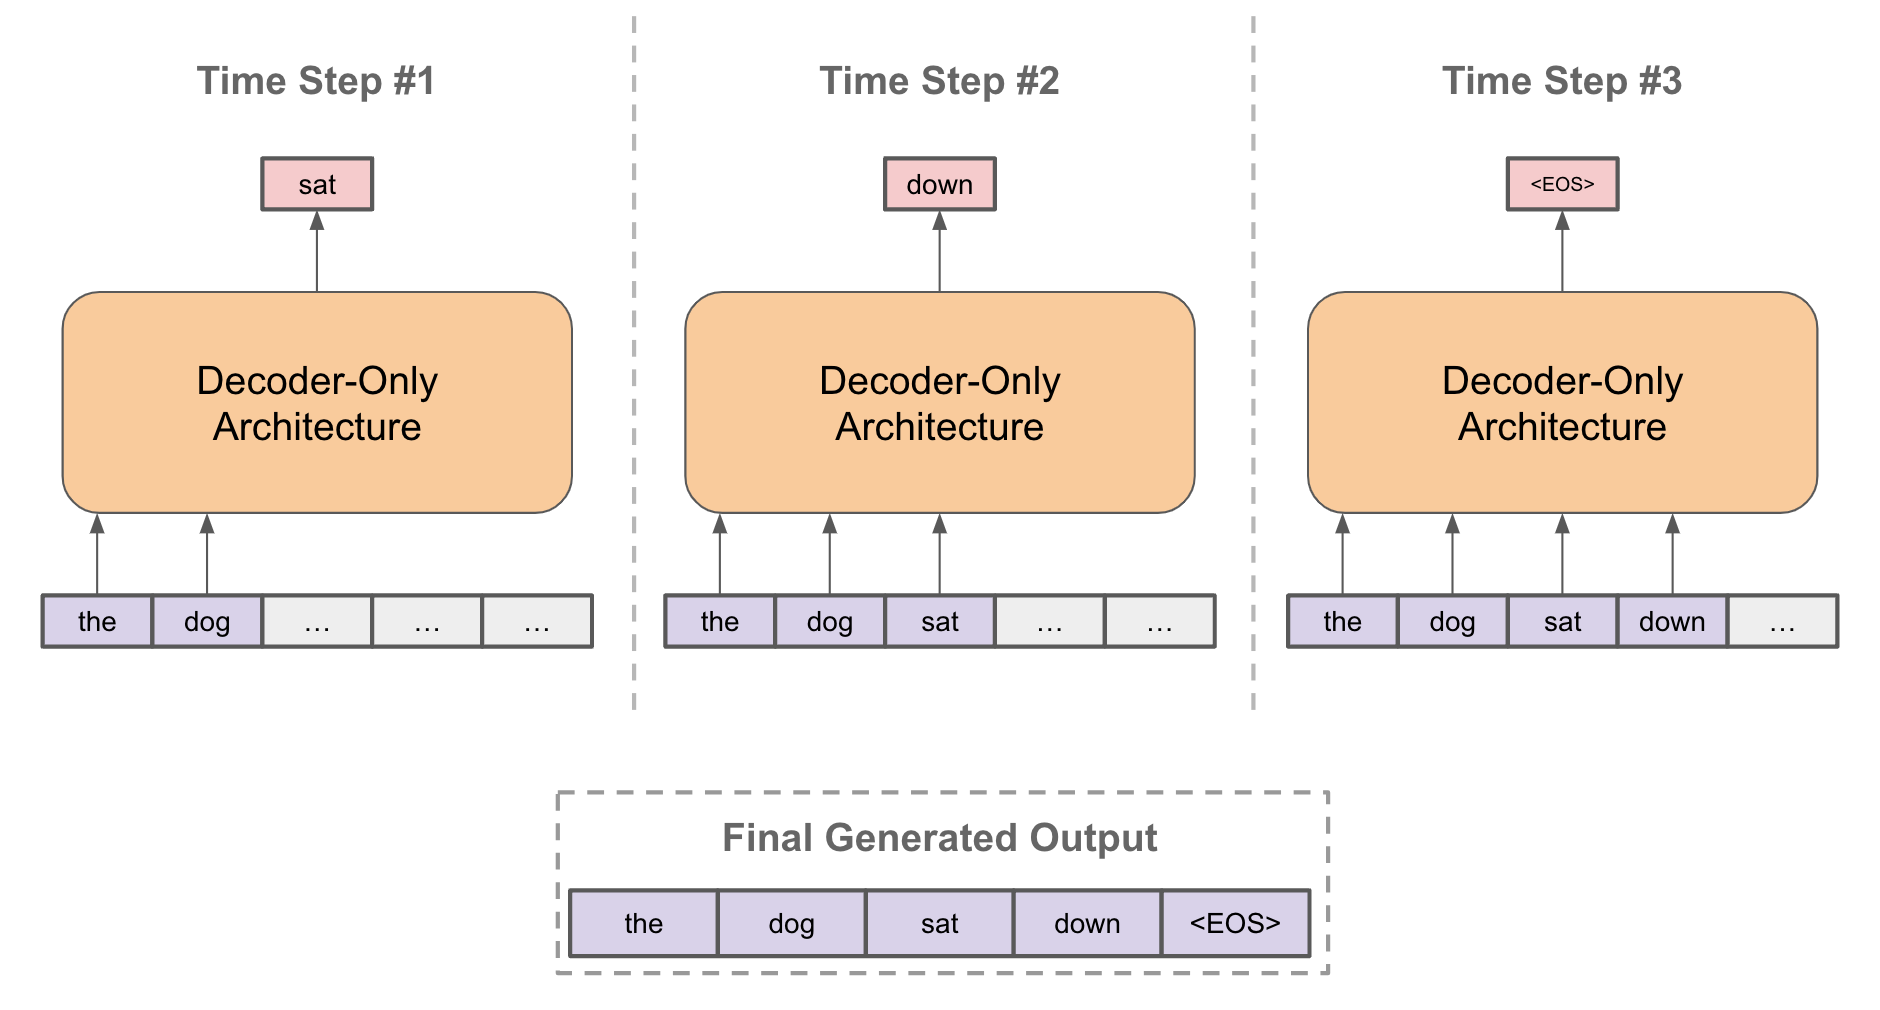 Time Step #1
sat
Decoder-Only
Architecture
the dog … … …
Time Step #2
down
Decoder-Only
Architecture
the dog sat … …
Time Step #3
<EOS>
Decoder-Only
Architecture
the dog sat down …
Final Generated Output
the dog sat down <EOS>